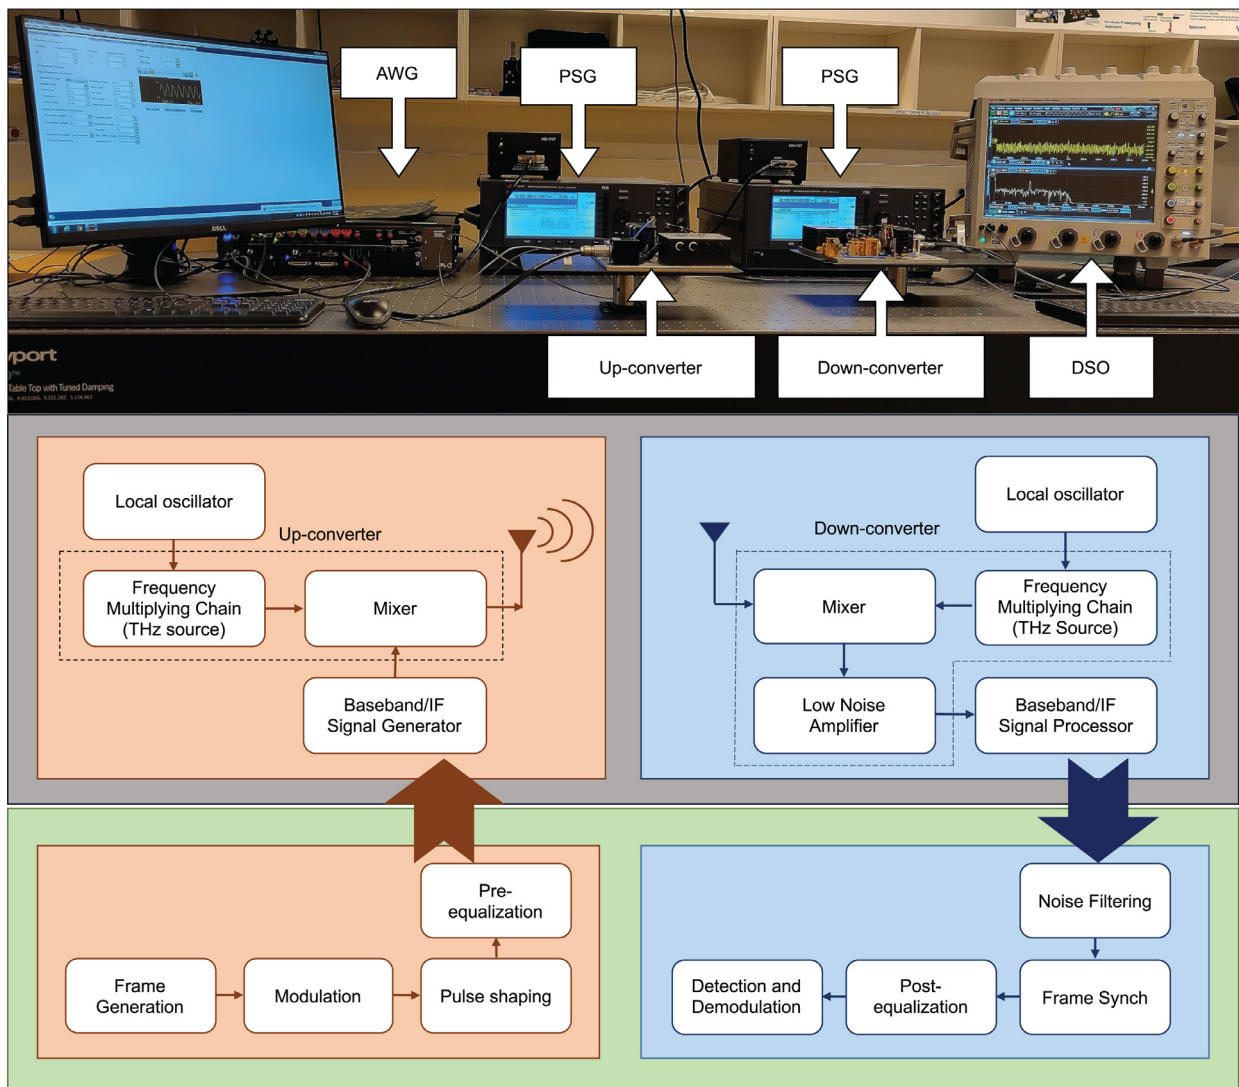 AWG
PSG
PSG
DELL
Up-converter
Down-converter
DSO
yport
Table Top with Tuned Damping
Local oscillator
Up-converter
Frequency
Multiplying Chain
(THz source)
Mixer
Baseband/IF
Signal Generator
Local oscillator
Down-converter
Mixer
Frequency
Multiplying Chain
(THz Source)
Low Noise
Amplifier
Baseband/IF
Signal Processor
Pre-
equalization
Frame
Generation
Modulation
Pulse shaping
Noise Filtering
Detection and
Demodulation
Post-
equalization
Frame Synch